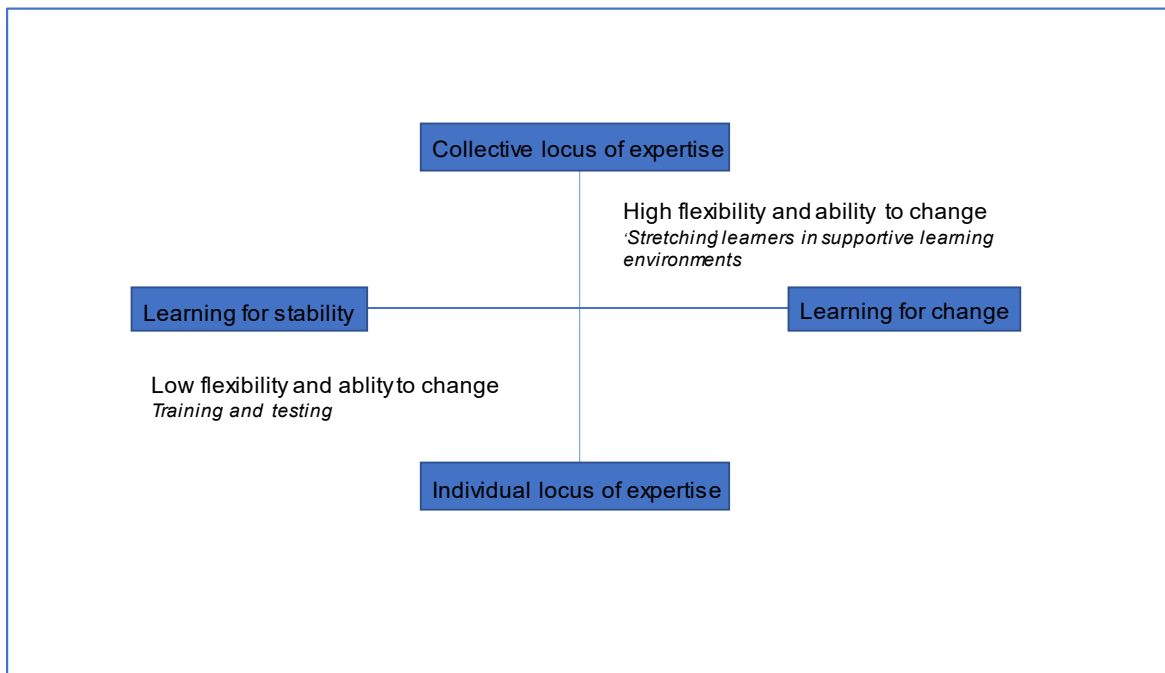 Collective locus of expertise
High flexibility and ability to change
‘Stretching learners in supportive learning
environments
Learning for stability
Learning for change
Low flexibility and ablity to change
Training and testing
Individual locus of expertise